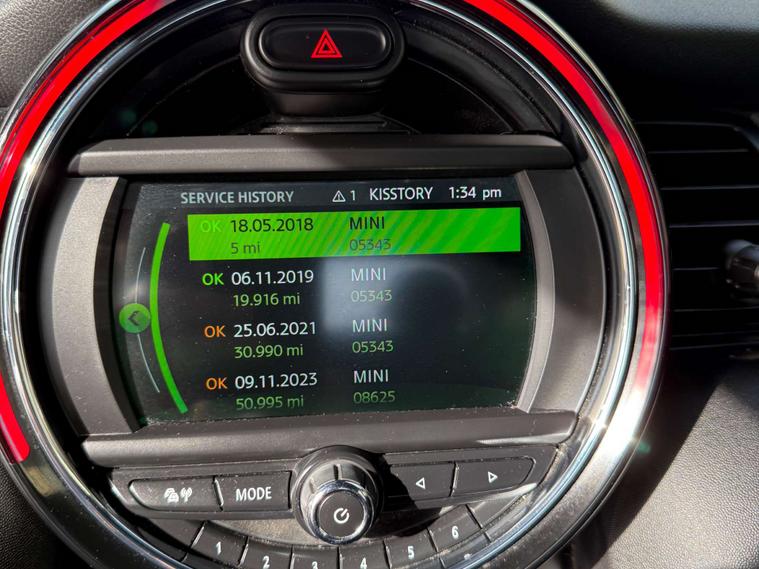 SERVICE HISTORY 1 KISSTORY 1:34 pm
OK 18.05.2018 MINI
5 mi 05343
OK 06.11.2019 MINI
19.916 mi 05343
OK 25.06.2021 MINI
30.990 mi 05343
OK 09.11.2023 MINI
50.995 mi 08625
MODE
1 2 3 4 5 6